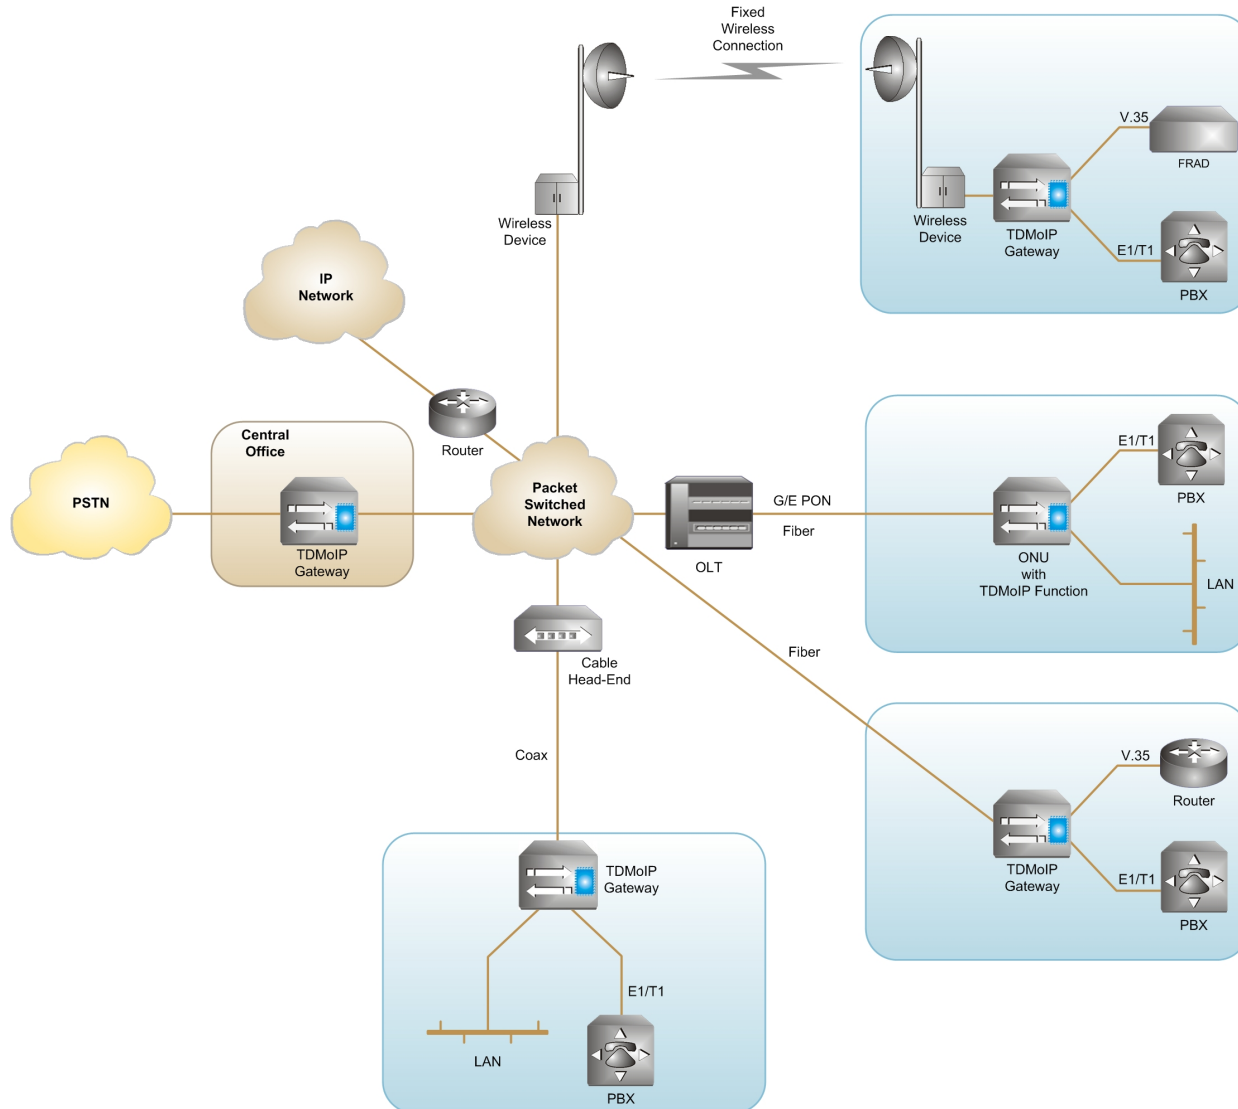 Fixed
Wireless
Connection
V.35
FRAD
Wireless
Device
Wireless
Device
TDMoIP
Gateway
E1/T1
PBX
IP
Network
Router
Central
Office
PSTN
TDMoIP
Gateway
Packet
Switched
Network
OLT
G/E PON
Fiber
E1/T1
PBX
ONU
with
TDMoIP Function
LAN
Cable
Head-End
Fiber
Coax
V.35
Router
TDMoIP
Gateway
E1/T1
PBX
TDMoIP
Gateway
E1/T1
LAN
PBX